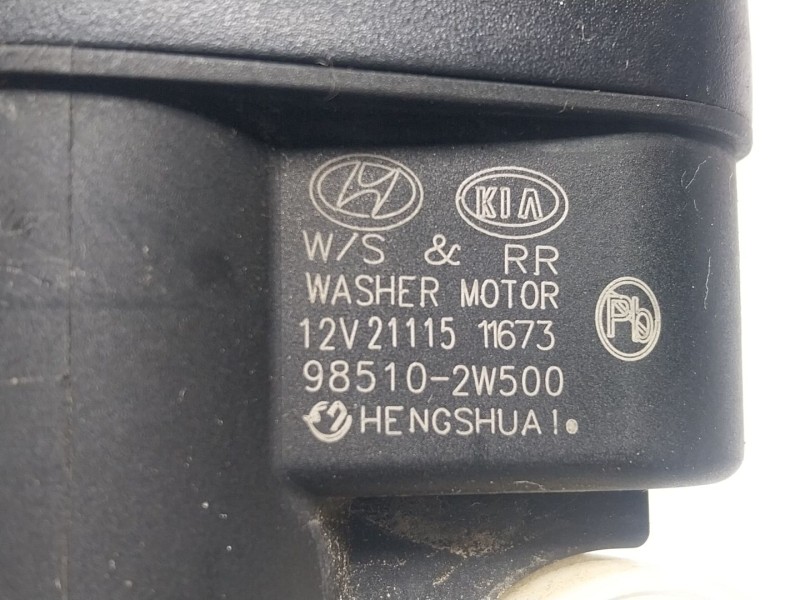 KIA
W/S & RR
WASHER MOTOR
12V 21115 11673
98510-2W500
HENGSHUAI.
Pb